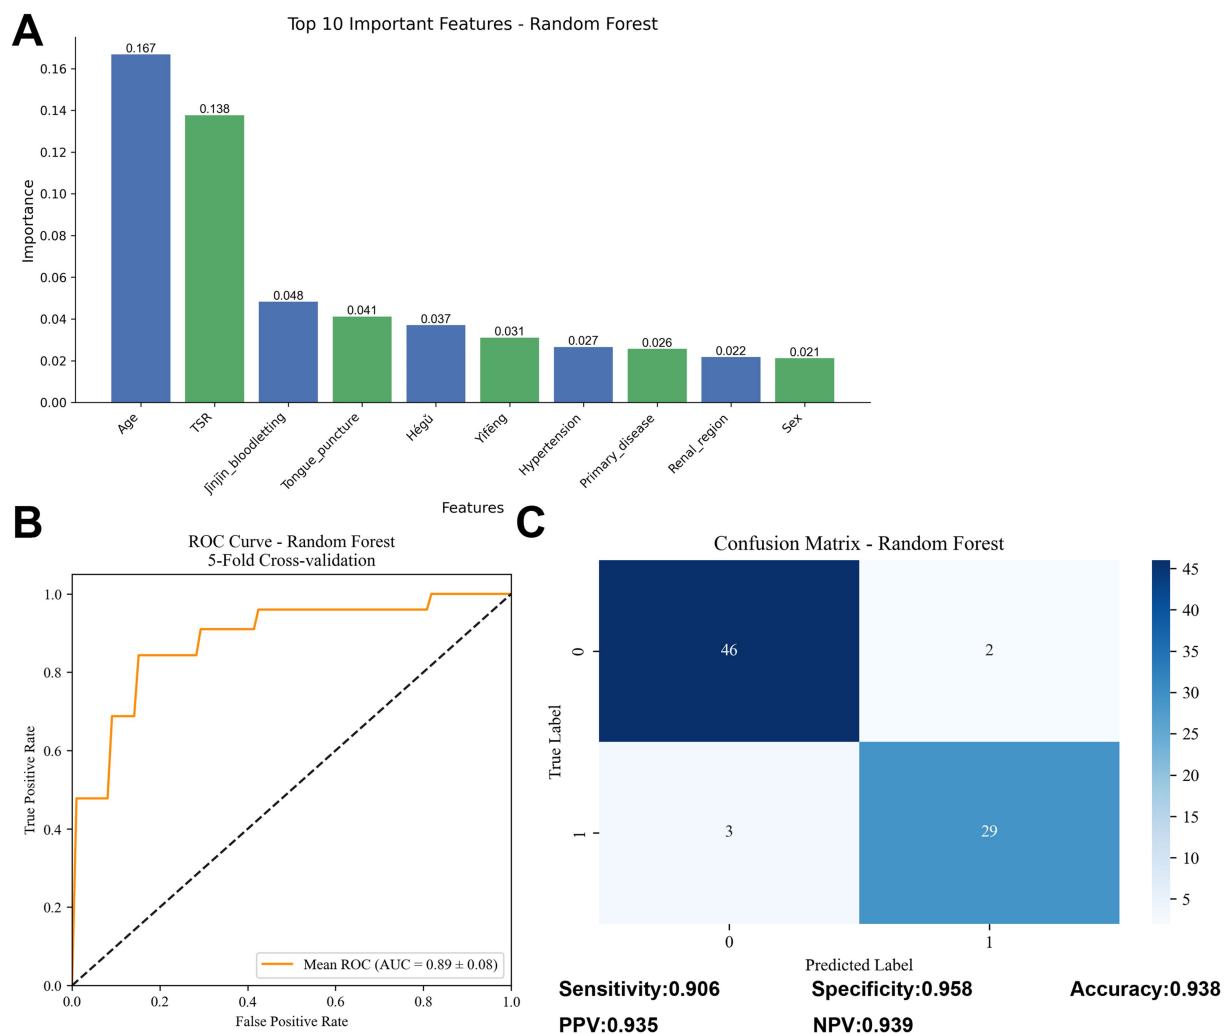 A
Top 10 Important Features - Random Forest
Importance
0.16
0.14
0.12
0.10
0.08
0.06
0.04
0.02
0.00
0.167
0.138
0.048
0.041
0.037
0.031
0.027
0.026
0.022
0.021
Age
TSR
Jīnjīn_bloodletting
Tongue_puncture
Hégǔ
Yìfēng
Hypertension
Primary_disease
Renal_region
Sex
Features
B
ROC Curve - Random Forest
5-Fold Cross-validation
True Positive Rate
1.0
0.8
0.6
0.4
0.2
0.0
0.0
0.2
0.4
0.6
0.8
1.0
Mean ROC (AUC = 0.89 ± 0.08)
False Positive Rate
C
Confusion Matrix - Random Forest
True Label
0
1
46
2
3
29
0
1
Predicted Label
45
40
35
30
25
20
15
10
5
Sensitivity:0.906 Specificity:0.958 Accuracy:0.938
PPV:0.935 NPV:0.939